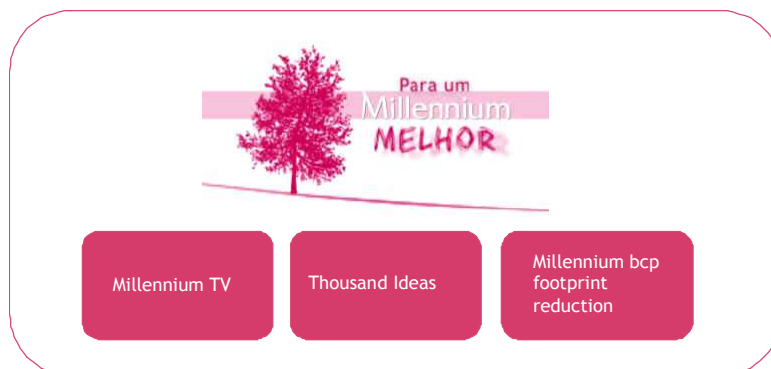 Para um
Millennium
MELHOR
Millennium TV
Thousand Ideas
Millennium bcp
footprint
reduction